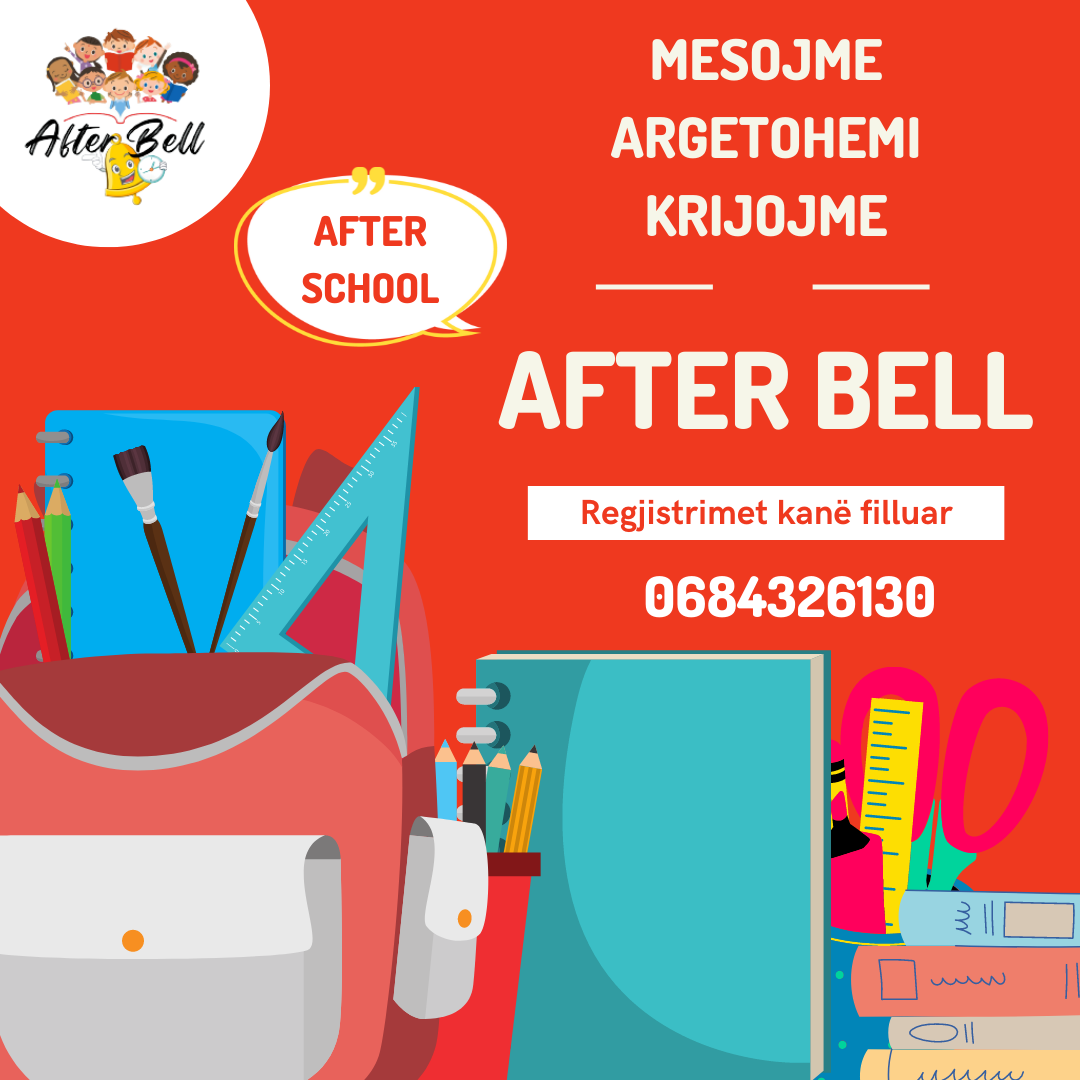 After Bell
MESOJME
ARGETOHEMI
KRIJOJME
AFTER
SCHOOL
AFTER BELL
Regjistrimet kanë filluar
0684326130